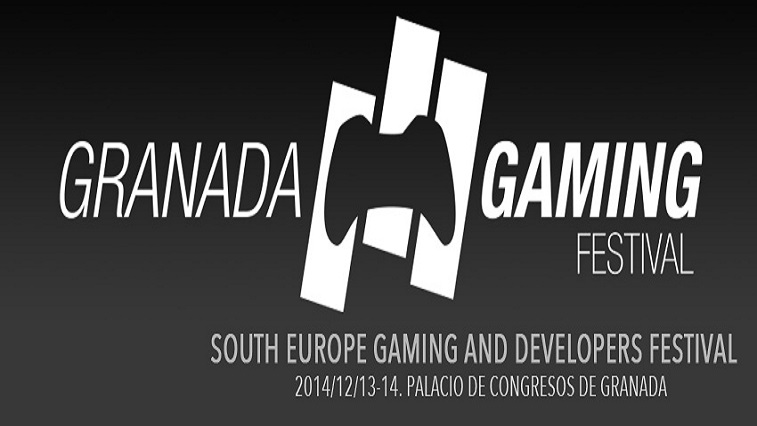 GRANADA GAMING
FESTIVAL
SOUTH EUROPE GAMING AND DEVELOPERS FESTIVAL
2014/12/13-14. PALACIO DE CONGRESOS DE GRANADA